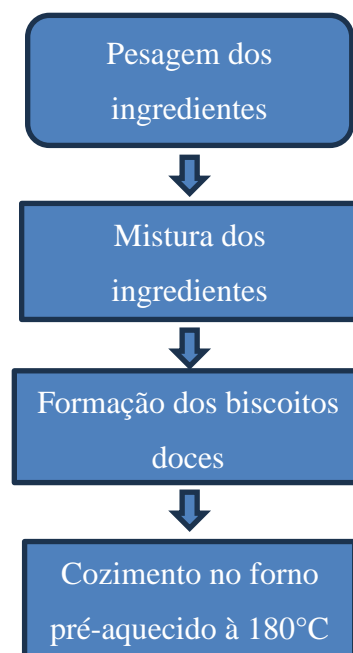 Pesagem dos
ingredientes
Mistura dos
ingredientes
Formação dos biscoitos
doces
Cozimento no forno
pré-aquecido à 180°C